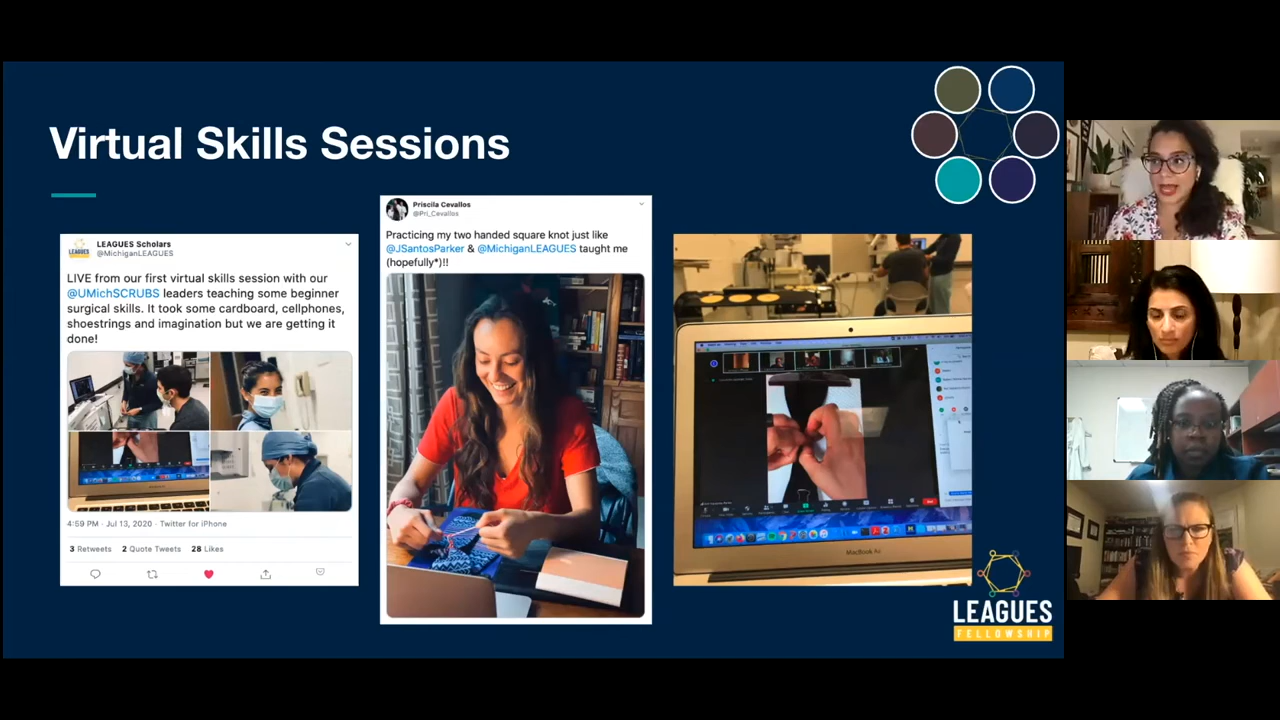 Virtual Skills Sessions
LEAGUES Scholars
@MichiganLEAGUES
LIVE from our first virtual skills session with our
@UMichSCRUBS leaders teaching some beginner
surgical skills. It took some cardboard, cellphones,
shoestrings and imagination but we are getting it
done!
4:59 PM · Jul 13, 2020 · Twitter for iPhone
3 Retweets 2 Quote Tweets 28 Likes
Priscila Cevallos
@Pri_Cevallos
Practicing my two handed square knot just like
@JSantosParker & @MichiganLEAGUES taught me
(hopefully*)!!
MacBook Air
LEAGUES
FELLOWSHIP